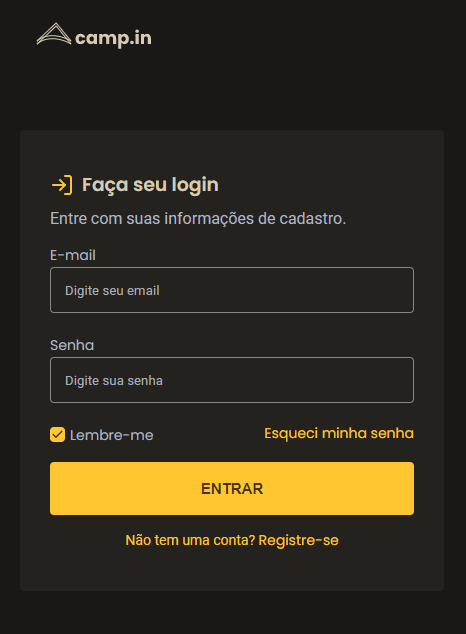 camp.in
Faça seu login
Entre com suas informações de cadastro.
E-mail
Digite seu email
Senha
Digite sua senha
Lembre-me
Esqueci minha senha
ENTRAR
Não tem uma conta? Registre-se